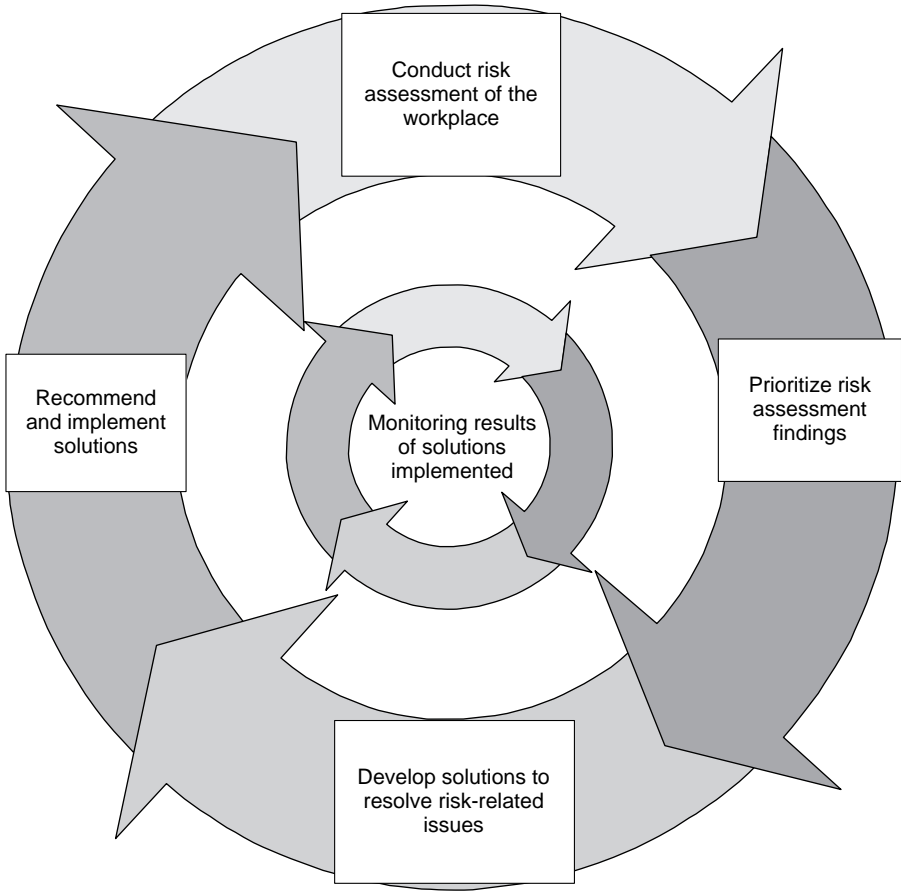 Conduct risk
assessment of the
workplace
Prioritize risk
assessment
findings
Develop solutions to
resolve risk-related
issues
Recommend
and implement
solutions
Monitoring results
of solutions
implemented